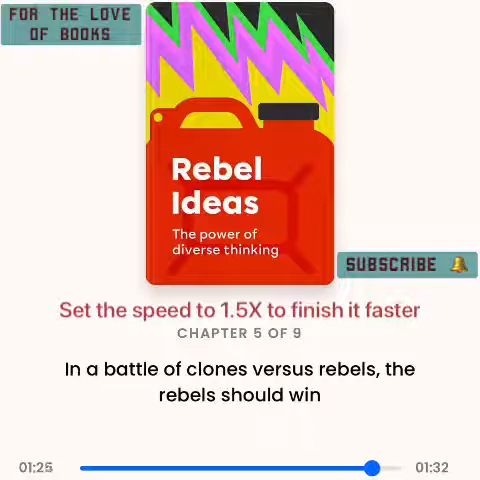 FOR THE LOVE
OF BOOKS
Rebel
Ideas
The power of
diverse thinking
SUBSCRIBE 🔔
Set the speed to 1.5X to finish it faster
CHAPTER 5 OF 9
In a battle of clones versus rebels, the
rebels should win
01:25
01:32